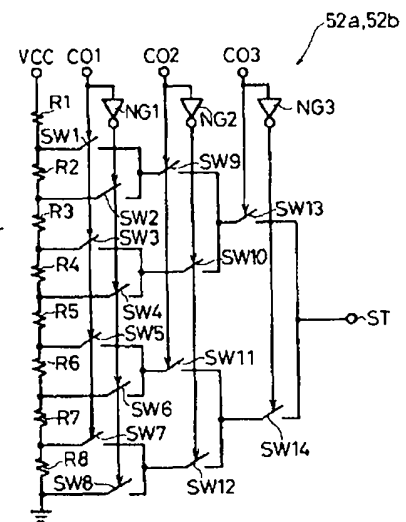 52a, 52b
VCC CO1 CO2 CO3
R1 NG1 NG2 NG3
SW1
R2 SW9
SW2 SW13
R3 SW3
R4 SW10
SW4
R5 ST
SW5
R6 SW11
SW6
R7 SW7 SW14
R8 SW8 SW12